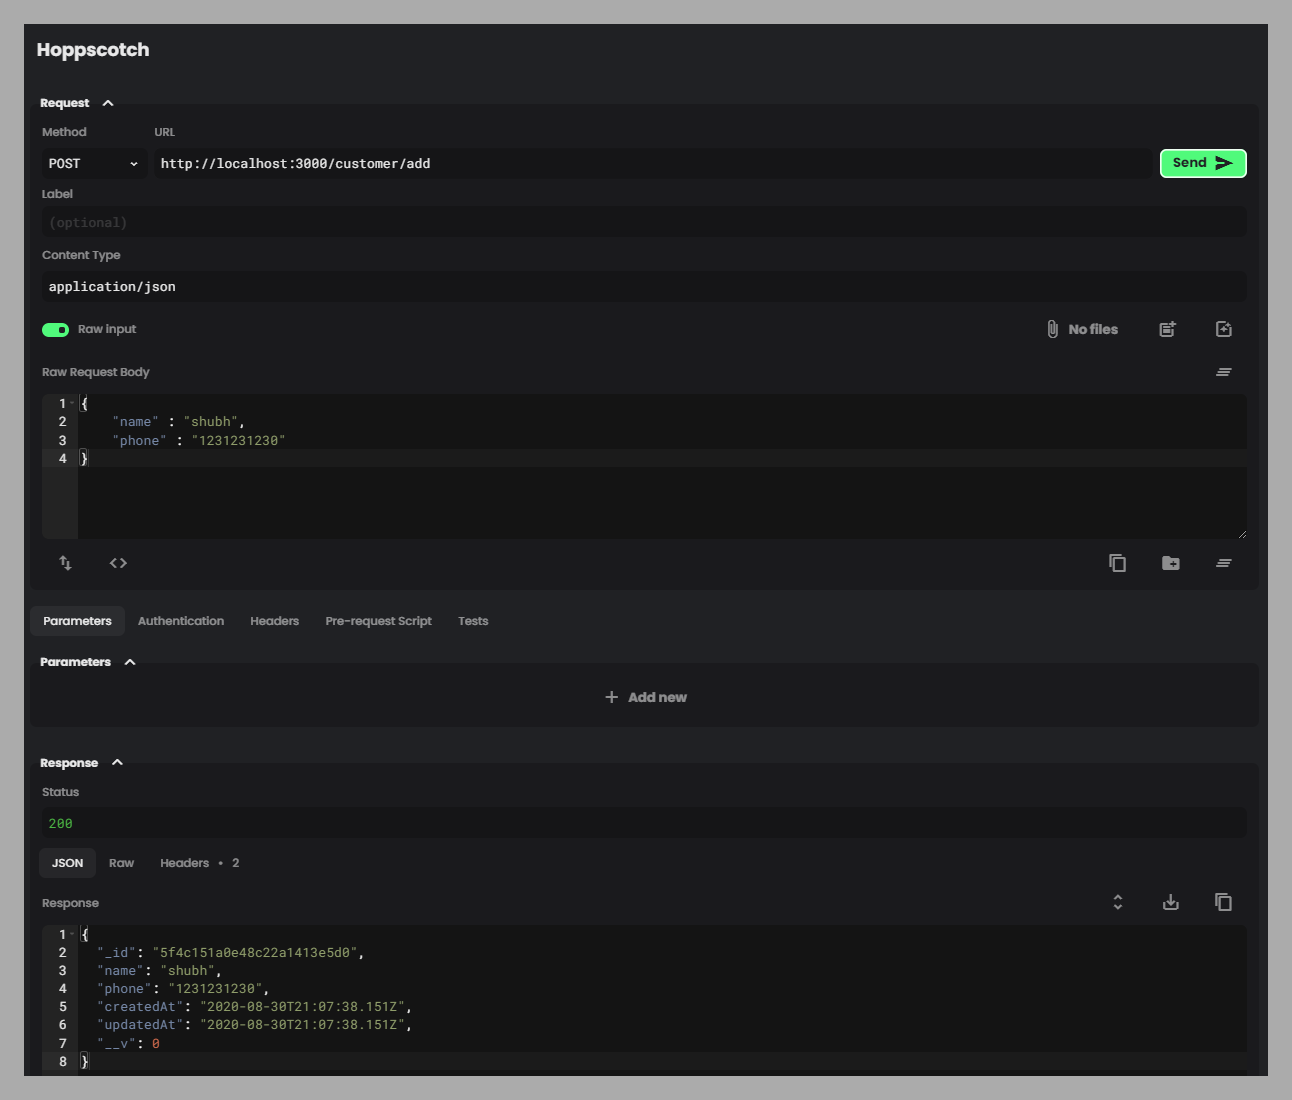 Hoppscotch
Request
Method URL
POST http://localhost:3000/customer/add Send
Label
(optional)
Content Type
application/json
Raw input No files
Raw Request Body
1 {
2 "name" : "shubh",
3 "phone" : "1231231230"
4 }
Parameters Authentication Headers Pre-request Script Tests
Parameters
Add new
Response
Status
200
JSON Raw Headers • 2
Response
1 {
2 "_id": "5f4c151a0e48c22a1413e5d0",
3 "name": "shubh",
4 "phone": "1231231230",
5 "createdAt": "2020-08-30T21:07:38.151Z",
6 "updatedAt": "2020-08-30T21:07:38.151Z",
7 "__v": 0
8 }